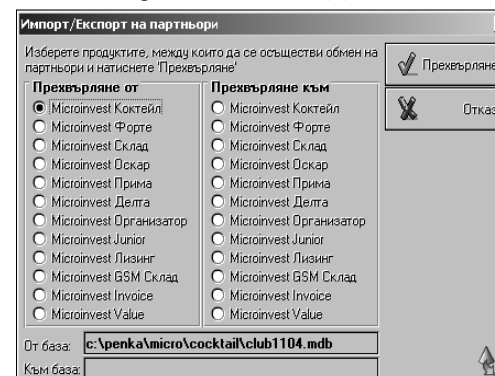 Импорт/Експорт на партньори
Изберете продуктите, между които да се осъществи обмен на
партньори и натиснете 'Прехвърляне'
Прехвърляне
Отказ
Прехвърляне от
Microinvest Коктейл
Microinvest Форте
Microinvest Склад
Microinvest Оскар
Microinvest Прима
Microinvest Делта
Microinvest Организатор
Microinvest Junior
Microinvest Лизинг
Microinvest GSM Склад
Microinvest Invoice
Microinvest Value
Прехвърляне към
Microinvest Коктейл
Microinvest Форте
Microinvest Склад
Microinvest Оскар
Microinvest Прима
Microinvest Делта
Microinvest Организатор
Microinvest Junior
Microinvest Лизинг
Microinvest GSM Склад
Microinvest Invoice
Microinvest Value
От база: c:\penka\micro\cocktail\club1104.mdb
Към база: